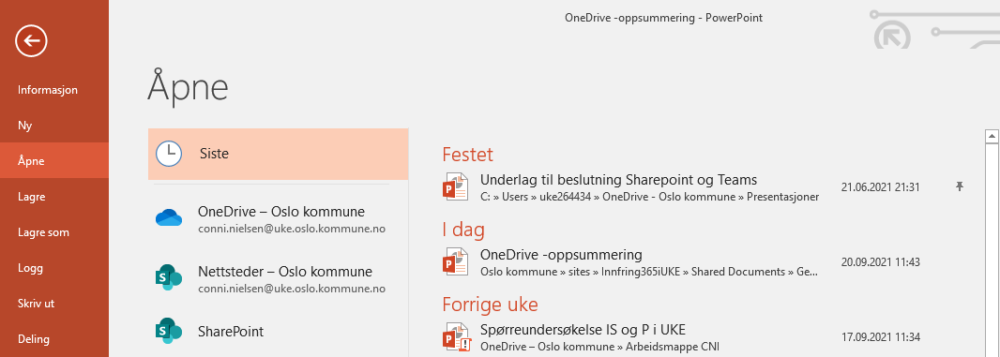 OneDrive -oppsummering - PowerPoint
Informasjon
Ny
Åpne
Lagre
Lagre som
Logg
Skriv ut
Deling
Åpne
Siste
OneDrive – Oslo kommune
conni.nielsen@uke.oslo.kommune.no
Nettsteder – Oslo kommune
conni.nielsen@uke.oslo.kommune.no
SharePoint
Festet
Underlag til beslutning Sharepoint og Teams
C: » Users » uke264434 » OneDrive - Oslo kommune » Presentasjoner
21.06.2021 21:31
I dag
OneDrive -oppsummering
Oslo kommune » sites » Innfring365iUKE » Shared Documents » Ge...
20.09.2021 11:43
Forrige uke
Spørreundersøkelse IS og P i UKE
OneDrive – Oslo kommune » Arbeidsmappe CNI
17.09.2021 11:34